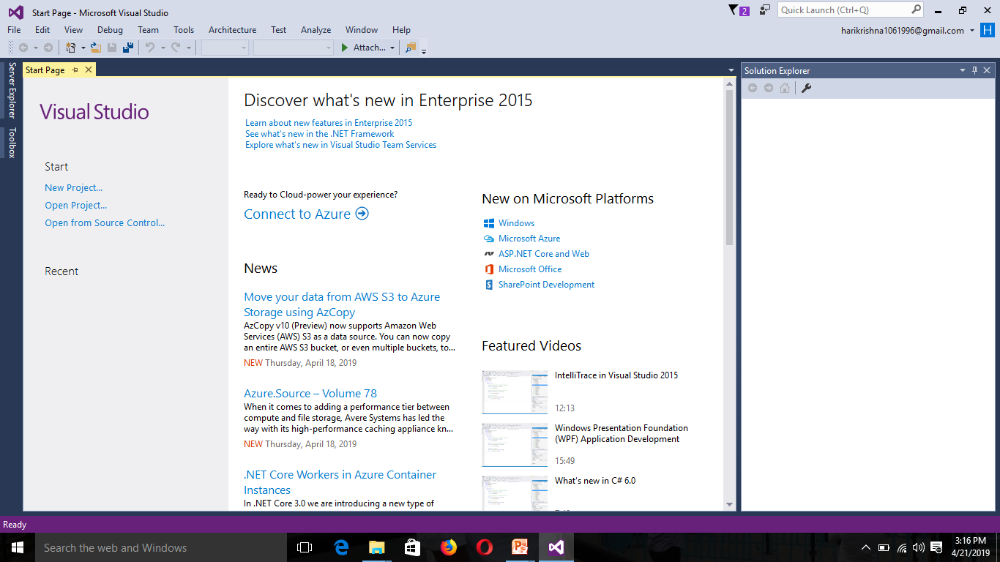 Start Page - Microsoft Visual Studio
2
Quick Launch (Ctrl+Q)
File Edit View Debug Team Tools Architecture Test Analyze Window Help
harikrishna1061996@gmail.com H
Attach...
Server Explorer
Toolbox
Start Page
Visual Studio
Start
New Project...
Open Project...
Open from Source Control...
Recent
Discover what's new in Enterprise 2015
Learn about new features in Enterprise 2015
See what's new in the .NET Framework
Explore what's new in Visual Studio Team Services
Ready to Cloud-power your experience?
Connect to Azure
News
Move your data from AWS S3 to Azure
Storage using AzCopy
AzCopy v10 (Preview) now supports Amazon Web
Services (AWS) S3 as a data source. You can now copy
an entire AWS S3 bucket, or even multiple buckets, to...
NEW Thursday, April 18, 2019
Azure.Source – Volume 78
When it comes to adding a performance tier between
compute and file storage, Avere Systems has led the
way with its high-performance caching appliance kn...
NEW Thursday, April 18, 2019
.NET Core Workers in Azure Container
Instances
In .NET Core 3.0 we are introducing a new type of
New on Microsoft Platforms
Windows
Microsoft Azure
ASP.NET Core and Web
Microsoft Office
SharePoint Development
Featured Videos
IntelliTrace in Visual Studio 2015
12:13
Windows Presentation Foundation
(WPF) Application Development
15:49
What's new in C# 6.0
Solution Explorer
Ready
Search the web and Windows
3:16 PM
4/21/2019